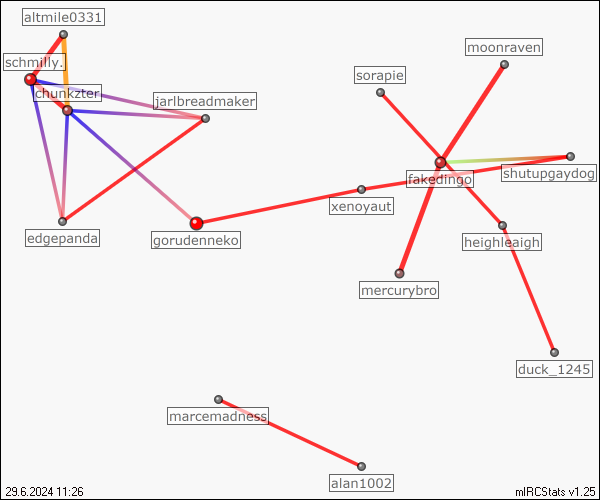 altmile0331
moonraven
schmilly.
sorapie
chunkzter
jarlbreadmaker
shutupgaydog
fakedingo
xenoyaut
edgepanda
gorudenneko
heighleaigh
mercurybro
duck_1245
marcemadness
alan1002
29.6.2024 11:26
mIRCStats v1.25